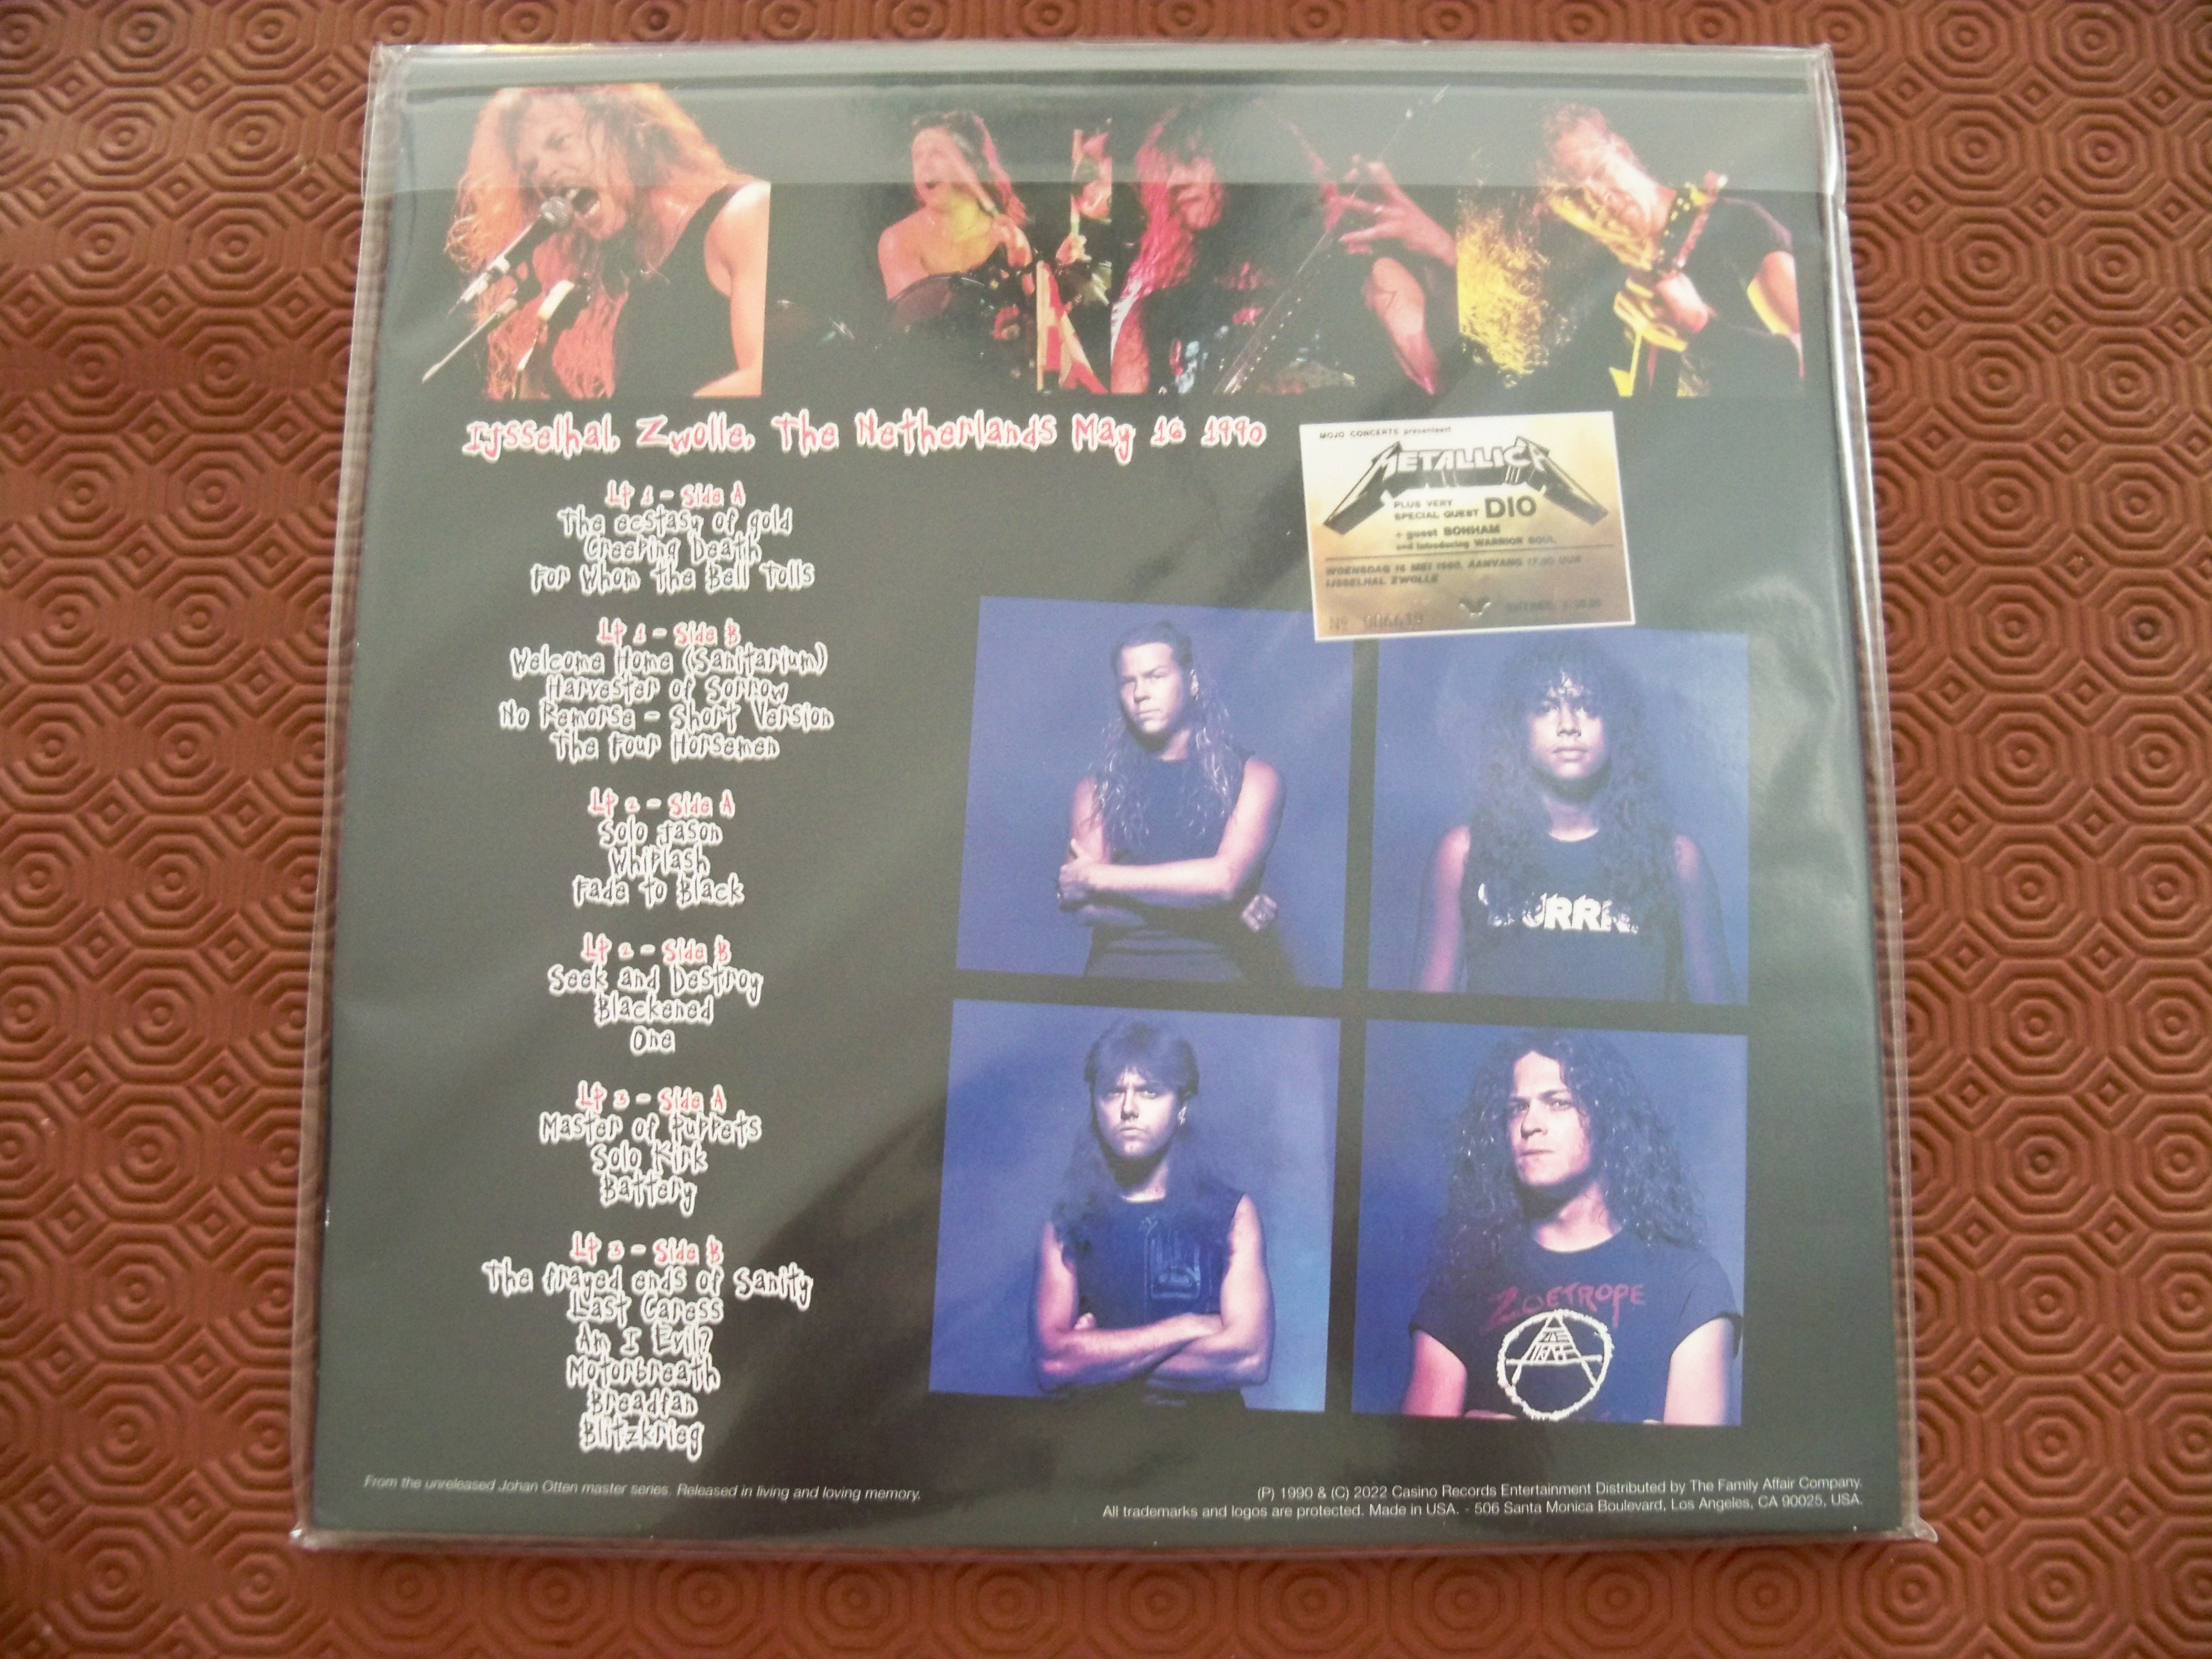 IJsselhal, Zwolle, The Netherlands May 16 1990
LP 1 - Side A
The ecstasy of gold
Creeping Death
For Whom The Bell Tolls
LP 1 - Side B
Welcome Home (Sanitarium)
Harvester of Sorrow
No Remorse - Short Version
The Four Horsemen
LP 2 - Side A
Solo Jason
Whiplash
Fade to Black
LP 2 - Side B
Seek and Destroy
Blackened
One
LP 3 - Side A
Master of Puppets
Solo Kirk
Battery
LP 3 - Side B
The frayed ends of Sanity
Last Caress
Am I Evil?
Motorbreath
Breadfan
Blitzkrieg
MOJO CONCERTS presenteert
METALLICA
PLUS VERY
SPECIAL GUEST DIO
+ guest BONHAM
and introducing WARRIOR SOUL
WOENSDAG 16 MEI 1990, AANVANG 17.00 UUR
IJSSELHAL ZWOLLE
Nº
ZOETROPE
From the unreleased Johan Otten master series. Released in living and loving memory.
(P) 1990 & (C) 2022 Casino Records Entertainment Distributed by The Family Affair Company.
All trademarks and logos are protected. Made in USA. - 506 Santa Monica Boulevard, Los Angeles, CA 90025, USA.